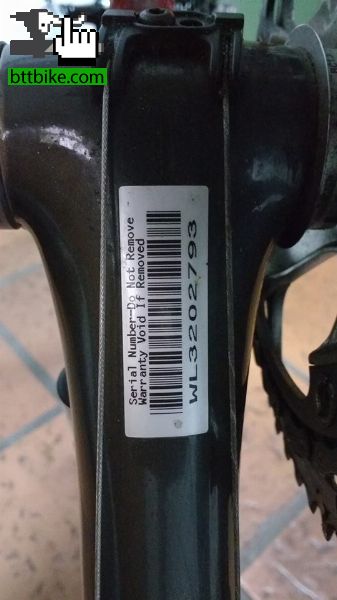 bttbike.com
Serial Number-Do Not Remove
Warranty Void If Removed
WL3202793